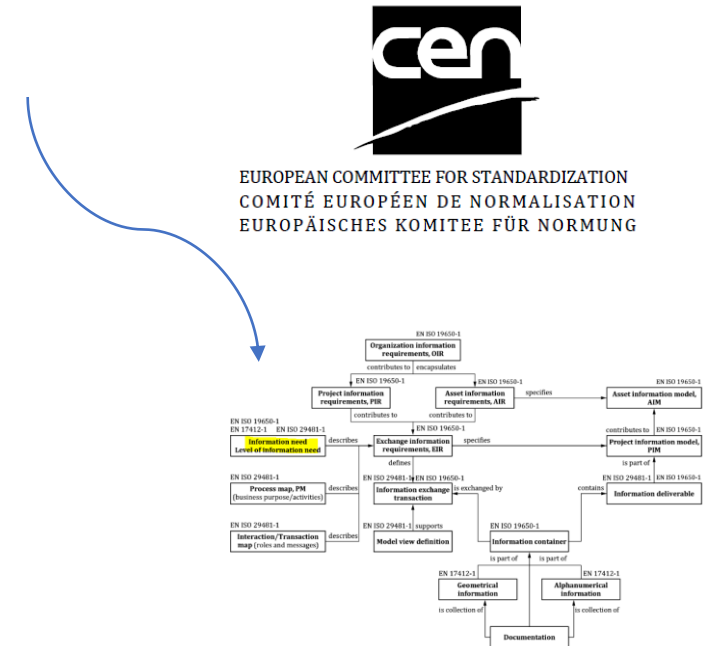 cen
EUROPEAN COMMITTEE FOR STANDARDIZATION
COMITÉ EUROPÉEN DE NORMALISATION
EUROPÄISCHES KOMITEE FÜR NORMUNG
EN ISO 19650-1
Organization information
requirements, OIR
contributes to encapsulates
EN ISO 19650-1 EN ISO 19650-1 EN ISO 19650-1
Project information
requirements, PIR
Asset information
requirements, AIR
specifies
Asset information model,
AIM
contributes to contributes to
EN ISO 19650-1
EN 17412-1 EN ISO 29481-1
EN ISO 19650-1
contributes to EN ISO 19650-1
Information need
Level of information need
describes
Exchange information
requirements, EIR
specifies
Project information model,
PIM
defines
is part of
EN ISO 29481-1
Process map, PM
(business purpose/activities)
describes
EN ISO 29481-1 EN ISO 19650-1
Information exchange
transaction
is exchanged by
contains
EN ISO 29481-1 EN ISO 19650-1
Information deliverable
EN ISO 29481-1
Interaction/Transaction
map (roles and messages)
describes
EN ISO 29481-1 supports
Model view definition
EN ISO 19650-1
Information container
is part of is part of
EN 17412-1 EN 17412-1
Geometrical
information
Alphanumerical
information
is collection of is collection of
Documentation